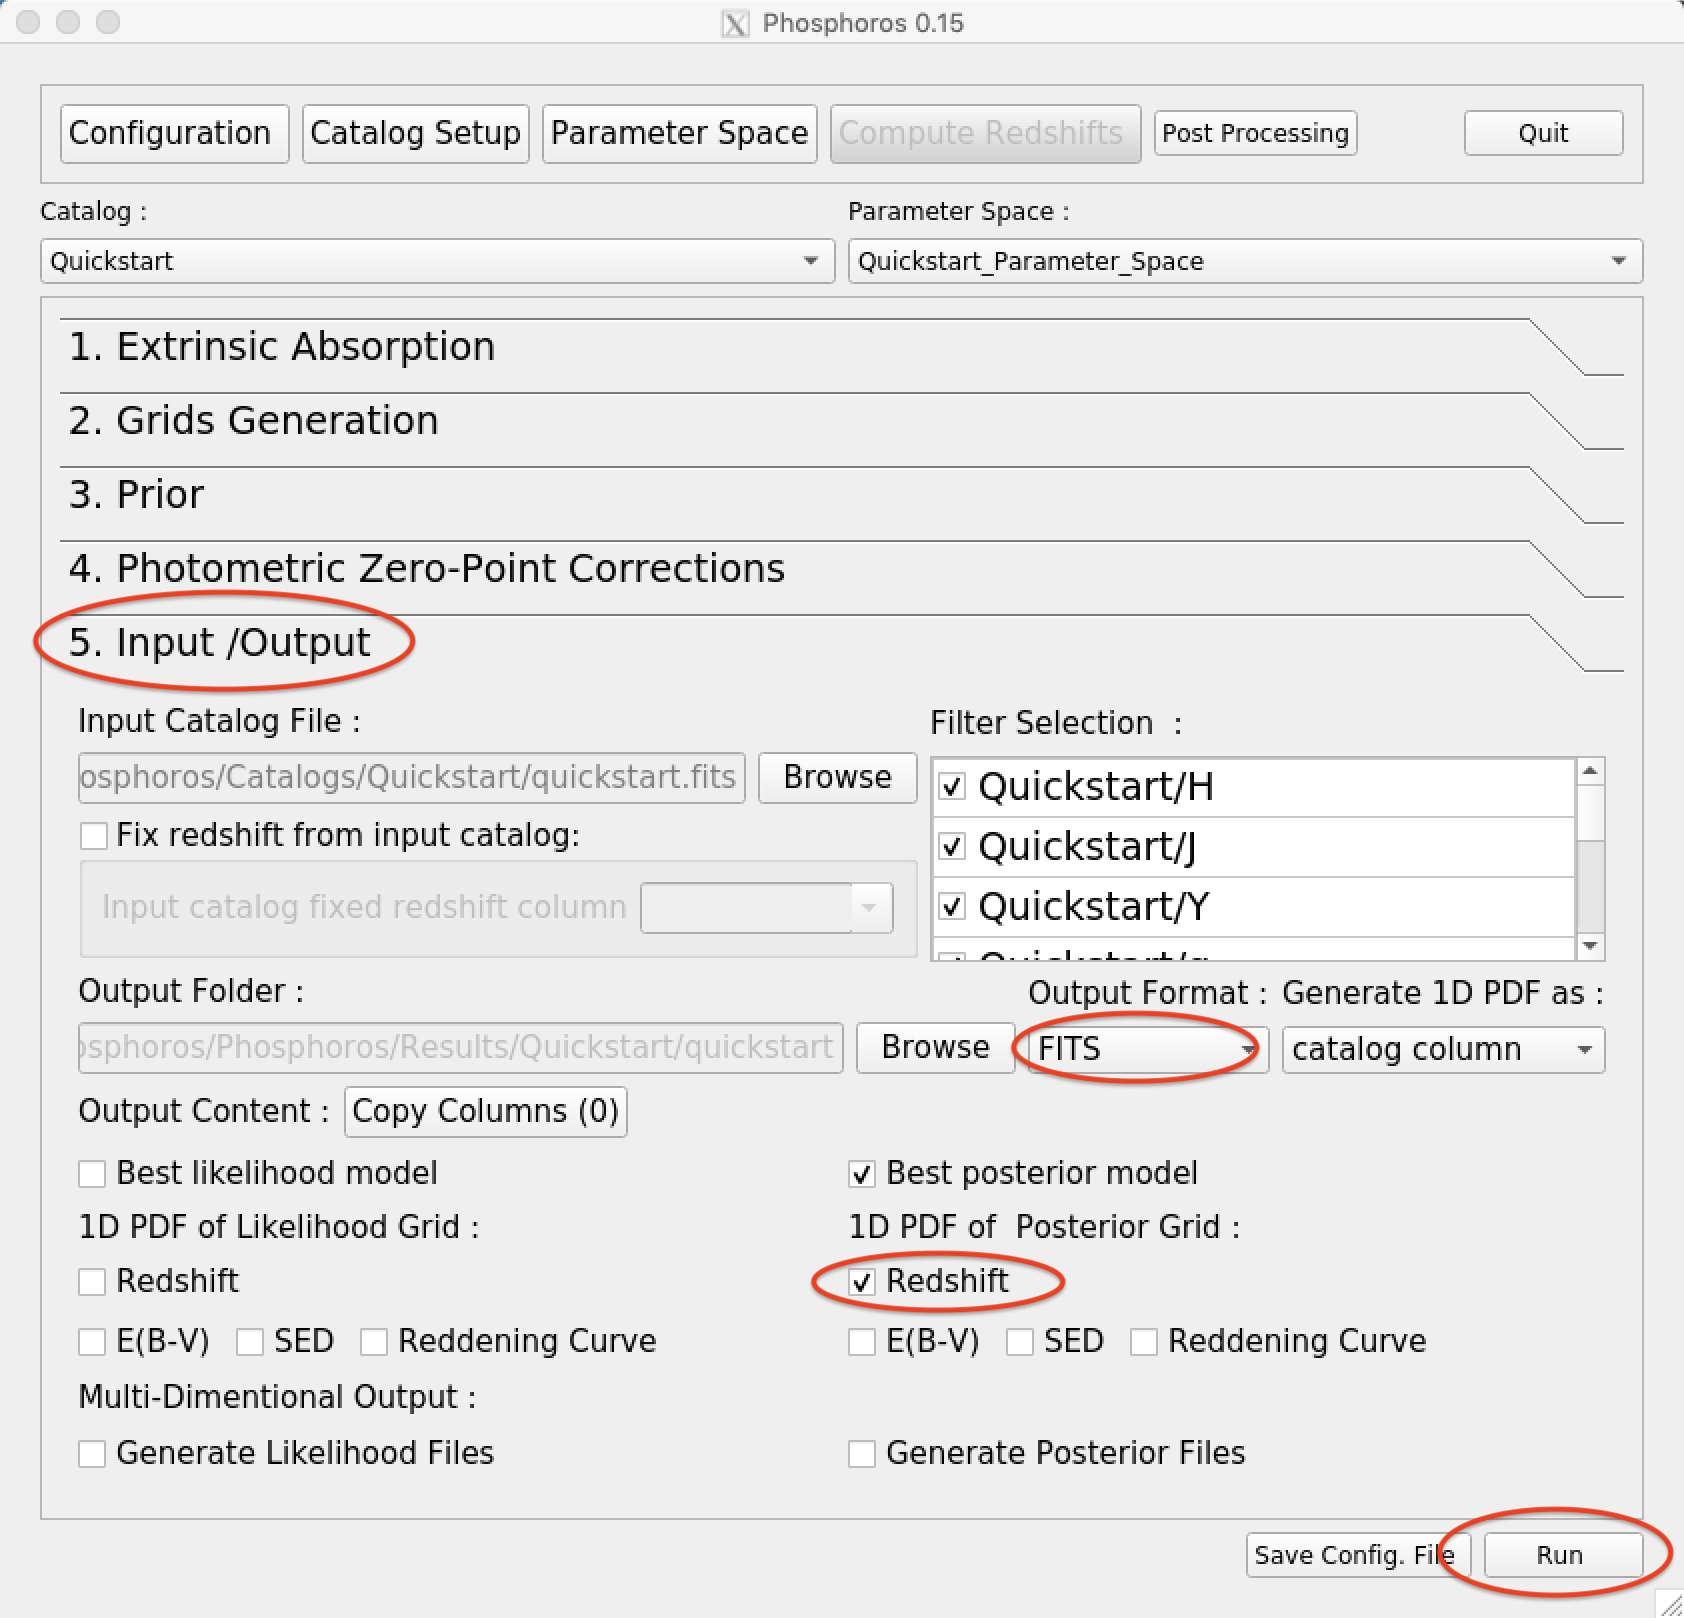 Phosphoros 0.15
Configuration Catalog Setup Parameter Space Compute Redshifts Post Processing Quit
Catalog : Parameter Space :
Quickstart Quickstart_Parameter_Space
1. Extrinsic Absorption
2. Grids Generation
3. Prior
4. Photometric Zero-Point Corrections
5. Input /Output
Input Catalog File : Filter Selection :
osphoros/Catalogs/Quickstart/quickstart.fits Browse Quickstart/H
Fix redshift from input catalog: Quickstart/J
Input catalog fixed redshift column Quickstart/Y
Output Folder : Output Format : Generate 1D PDF as :
osphoros/Phosphoros/Results/Quickstart/quickstart Browse FITS catalog column
Output Content : Copy Columns (0)
Best likelihood model Best posterior model
1D PDF of Likelihood Grid : 1D PDF of Posterior Grid :
Redshift Redshift
E(B-V) SED Reddening Curve E(B-V) SED Reddening Curve
Multi-Dimentional Output :
Generate Likelihood Files Generate Posterior Files
Save Config. File Run